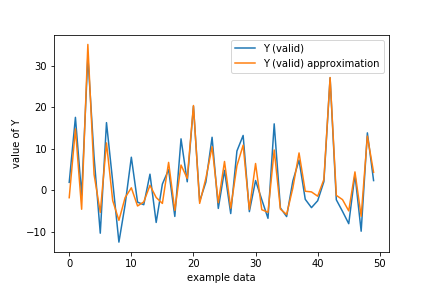 Y (valid)
Y (valid) approximation
value of Y
30
20
10
0
−10
0
10
20
30
40
50
example data